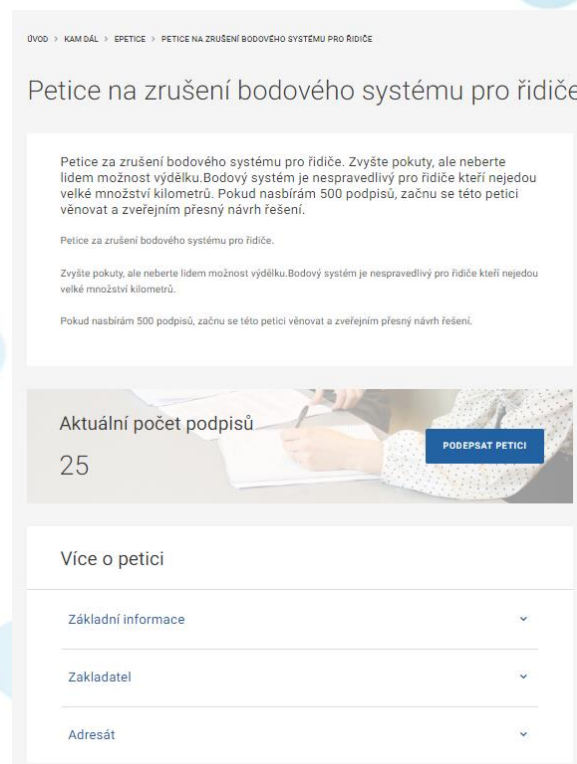 ÚVOD > KAM DÁL > EPETICE > PETICE NA ZRUŠENÍ BODOVÉHO SYSTÉMU PRO ŘIDIČE
Petice na zrušení bodového systému pro řidiče
Petice za zrušení bodového systému pro řidiče. Zvyšte pokuty, ale neberte
lidem možnost výdělku.Bodový systém je nespravedlivý pro řidiče kteří nejedou
velké množství kilometrů. Pokud nasbírám 500 podpisů, začnu se této petici
věnovat a zveřejním přesný návrh řešení.
Petice za zrušení bodového systému pro řidiče.
Zvyšte pokuty, ale neberte lidem možnost výdělku.Bodový systém je nespravedlivý pro řidiče kteří nejedou
velké množství kilometrů.
Pokud nasbírám 500 podpisů, začnu se této petici věnovat a zveřejním přesný návrh řešení.
Aktuální počet podpisů
25
PODEPSAT PETICI
Více o petici
Základní informace
Zakladatel
Adresát